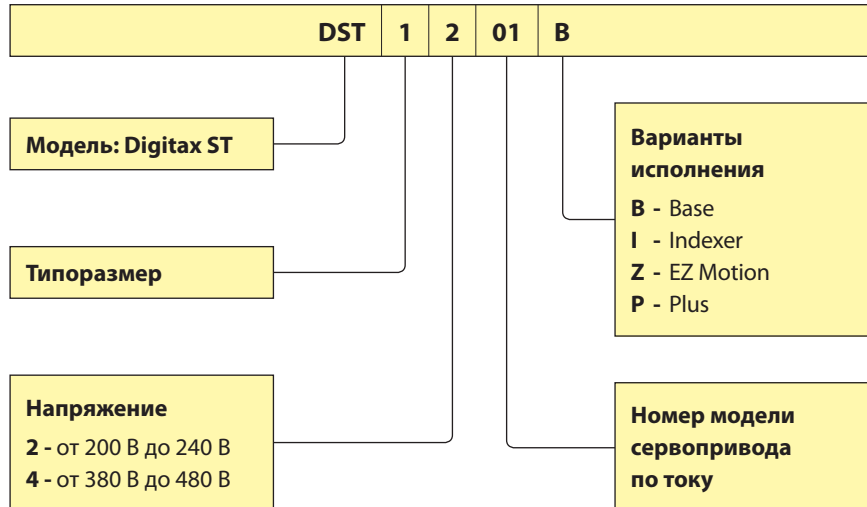 DST 1 2 01 B
Модель: Digitax ST
Типоразмер
Напряжение
2 - от 200 В до 240 В
4 - от 380 В до 480 В
Варианты
исполнения
B - Base
I - Indexer
Z - EZ Motion
P - Plus
Номер модели
сервопривода
по току